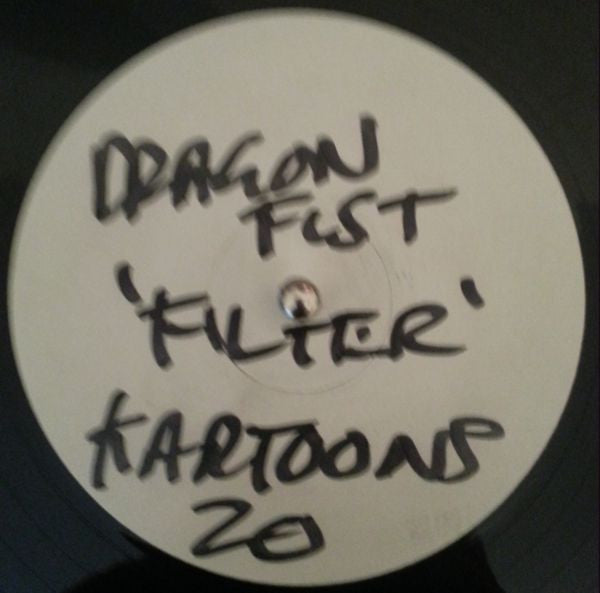 DRAGON
FIST
'FILTER'
KARTOONS
20